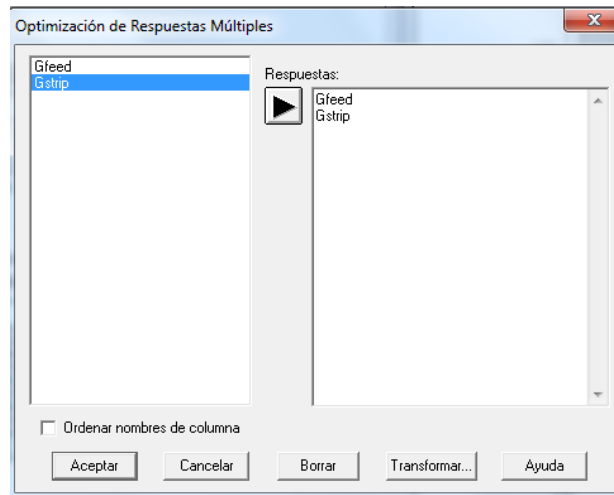 Optimización de Respuestas Múltiples
Gfeed
Gstrip
Respuestas:
Gfeed
Gstrip
Ordenar nombres de columna
Aceptar Cancelar Borrar Transformar... Ayuda